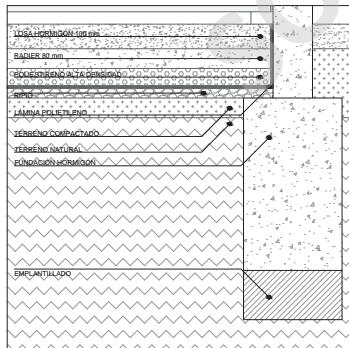 LOSA HORMIGON 100 mm
RADIER 80 mm
POLIESTIRENO ALTA DENSIDAD
RIPIO
LAMINA POLIETILENO
TERRENO COMPACTADO
TERRENO NATURAL
FUNDACION HORMIGON
EMPLANTILLADO